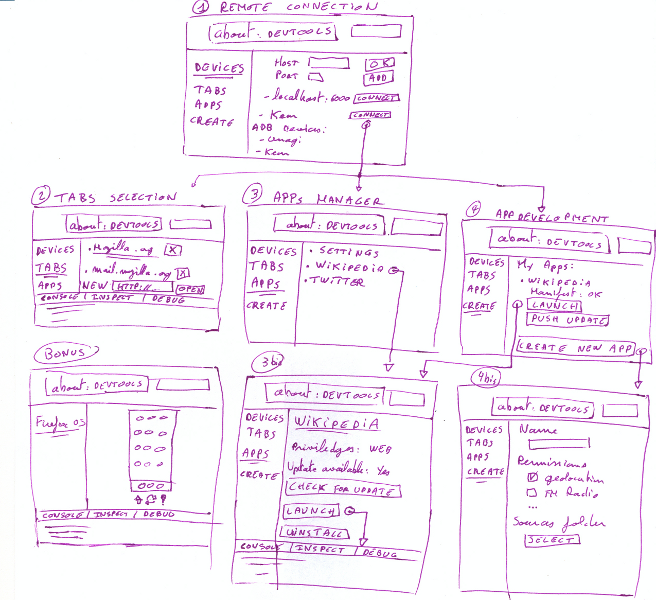 ① REMOTE CONNECTION
about: DEVTOOLS
DEVICES
TABS
APPS
CREATE
HOST
OK
PORT
ADD
- localhost: 6000 CONNECT
- Kem CONNECT
ADB Devices:
- Unagi
- Kem
② TABS SELECTION
about: DEVTOOLS
DEVICES
TABS
APPS
• Mozilla.org X
• mail.mozilla.org X
NEW HTTP://... OPEN
CONSOLE | INSPECT | DEBUG
③ APPS MANAGER
about: DEVTOOLS
DEVICES
TABS
APPS
CREATE
• SETTINGS
• WIKIPEDIA
• TWITTER
④ APP DEVELOPMENT
about: DEVTOOLS
DEVICES
TABS
APPS
CREATE
My Apps:
• WIKIPEDIA
Manifest: OK
LAUNCH
PUSH UPDATE
CREATE NEW APP
BONUS
about: DEVTOOLS
Firefox OS
CONSOLE | INSPECT | DEBUG
3bis
about: DEVTOOLS
DEVICES
TABS
APPS
CREATE
WIKIPEDIA
Priviledges: WEB
Update available: Yes
CHECK FOR UPDATE
LAUNCH
UNINSTALL
CONSOLE | INSPECT | DEBUG
4bis
about: DEVTOOLS
DEVICES
TABS
APPS
CREATE
Name
Permissions
geolocation
FM Radio
...
Sources folder
SELECT